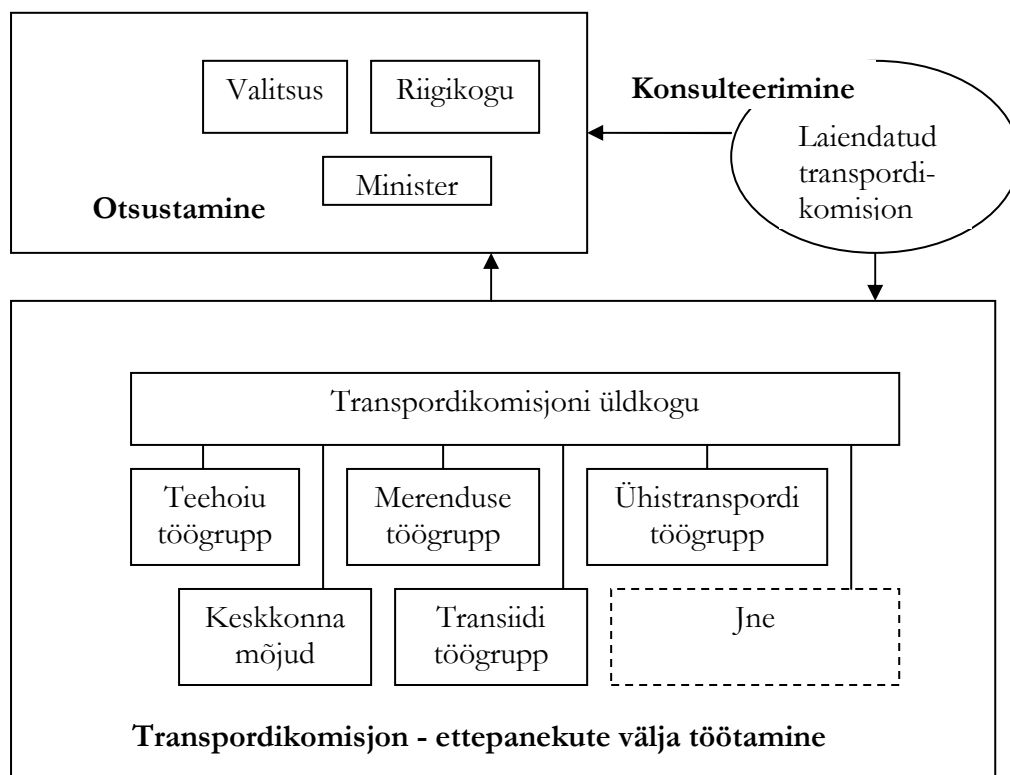 Valitsus
Riigikogu
Minister
Otsustamine
Konsulteerimine
Laiendatud
transpordi-
komisjon
Transpordikomisjoni üldkogu
Teehoiu
töögrupp
Merenduse
töögrupp
Ühistranspordi
töögrupp
Keskkonna
mõjud
Transiidi
töögrupp
Jne
Transpordikomisjon - ettepanekute välja töötamine